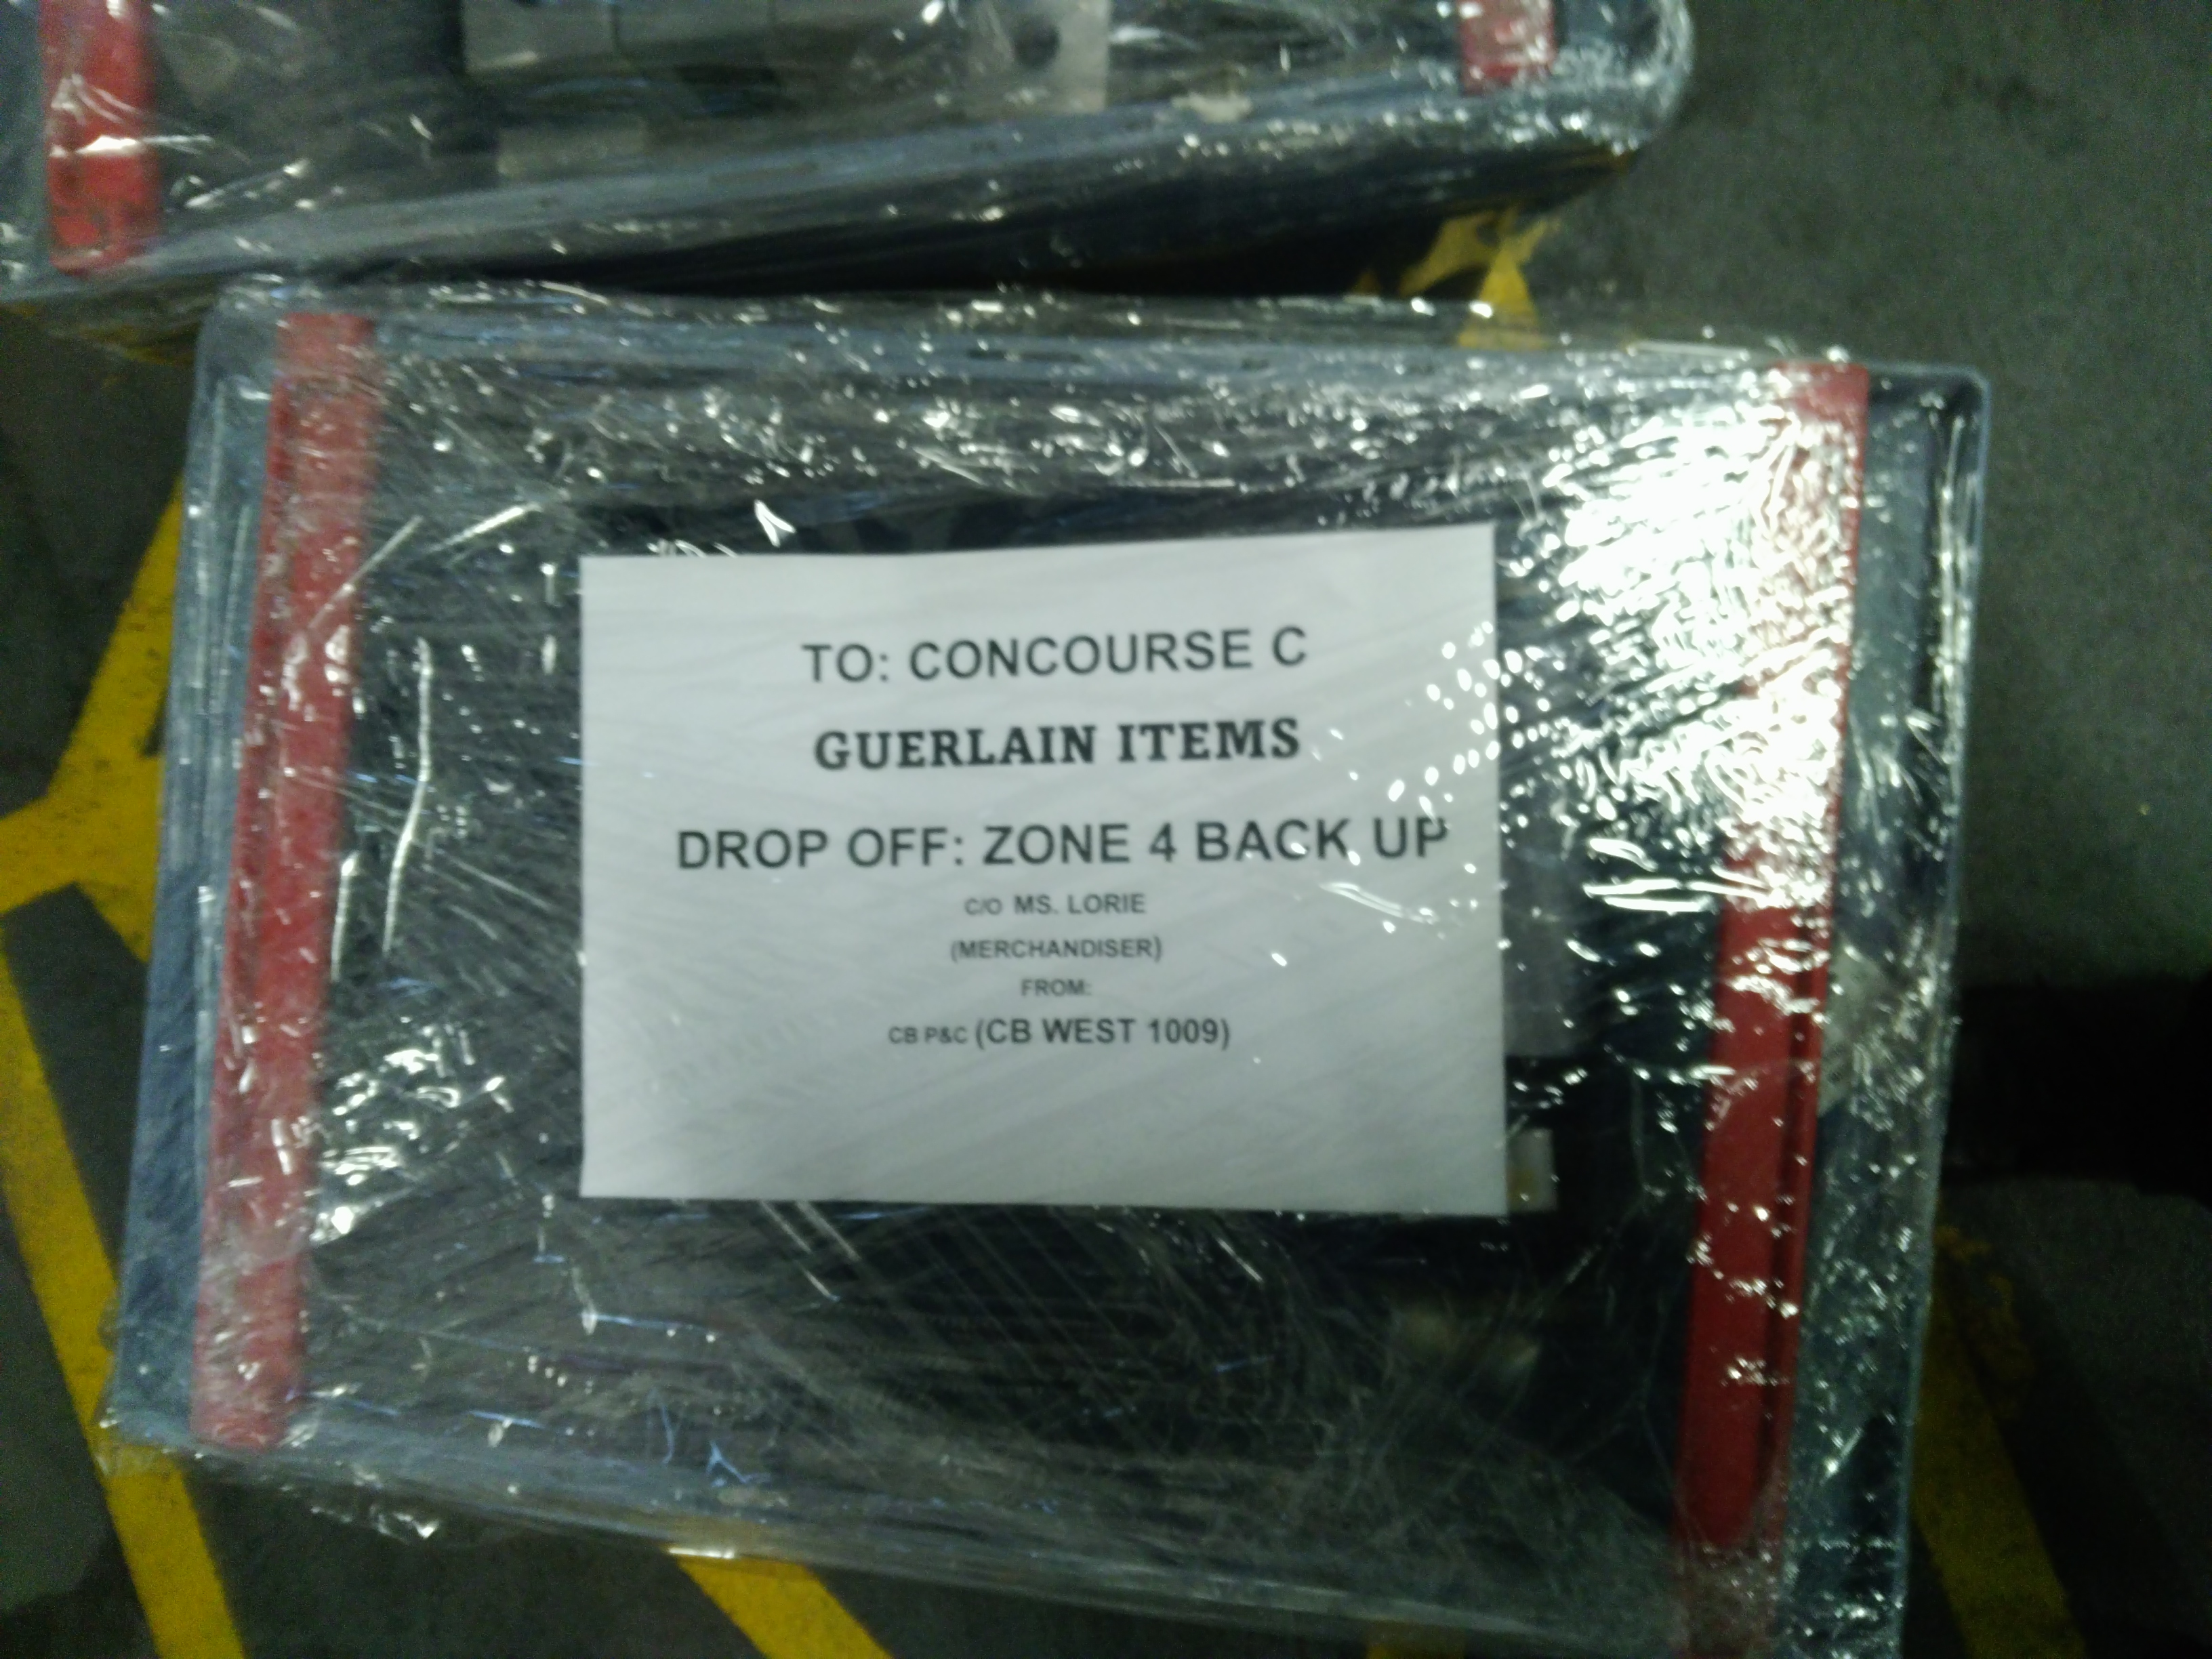 TO: CONCOURSE C
GUERLAIN ITEMS
DROP OFF: ZONE 4 BACK UP
C/O MS. LORIE
(MERCHANDISER)
FROM:
CB P&C (CB WEST 1009)